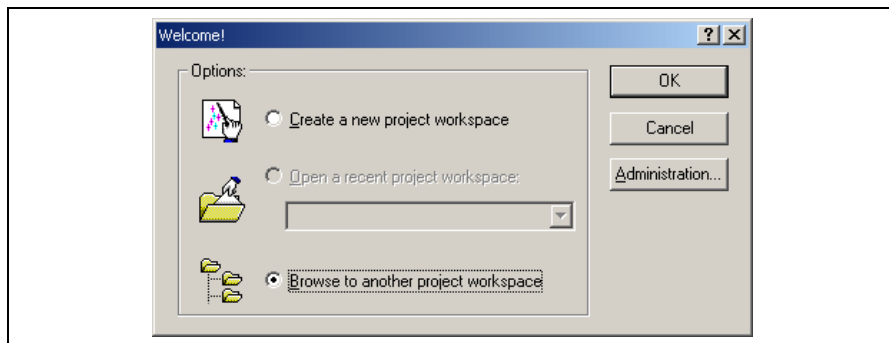 Welcome!
Options:
Create a new project workspace
Open a recent project workspace:
Browse to another project workspace
OK
Cancel
Administration...